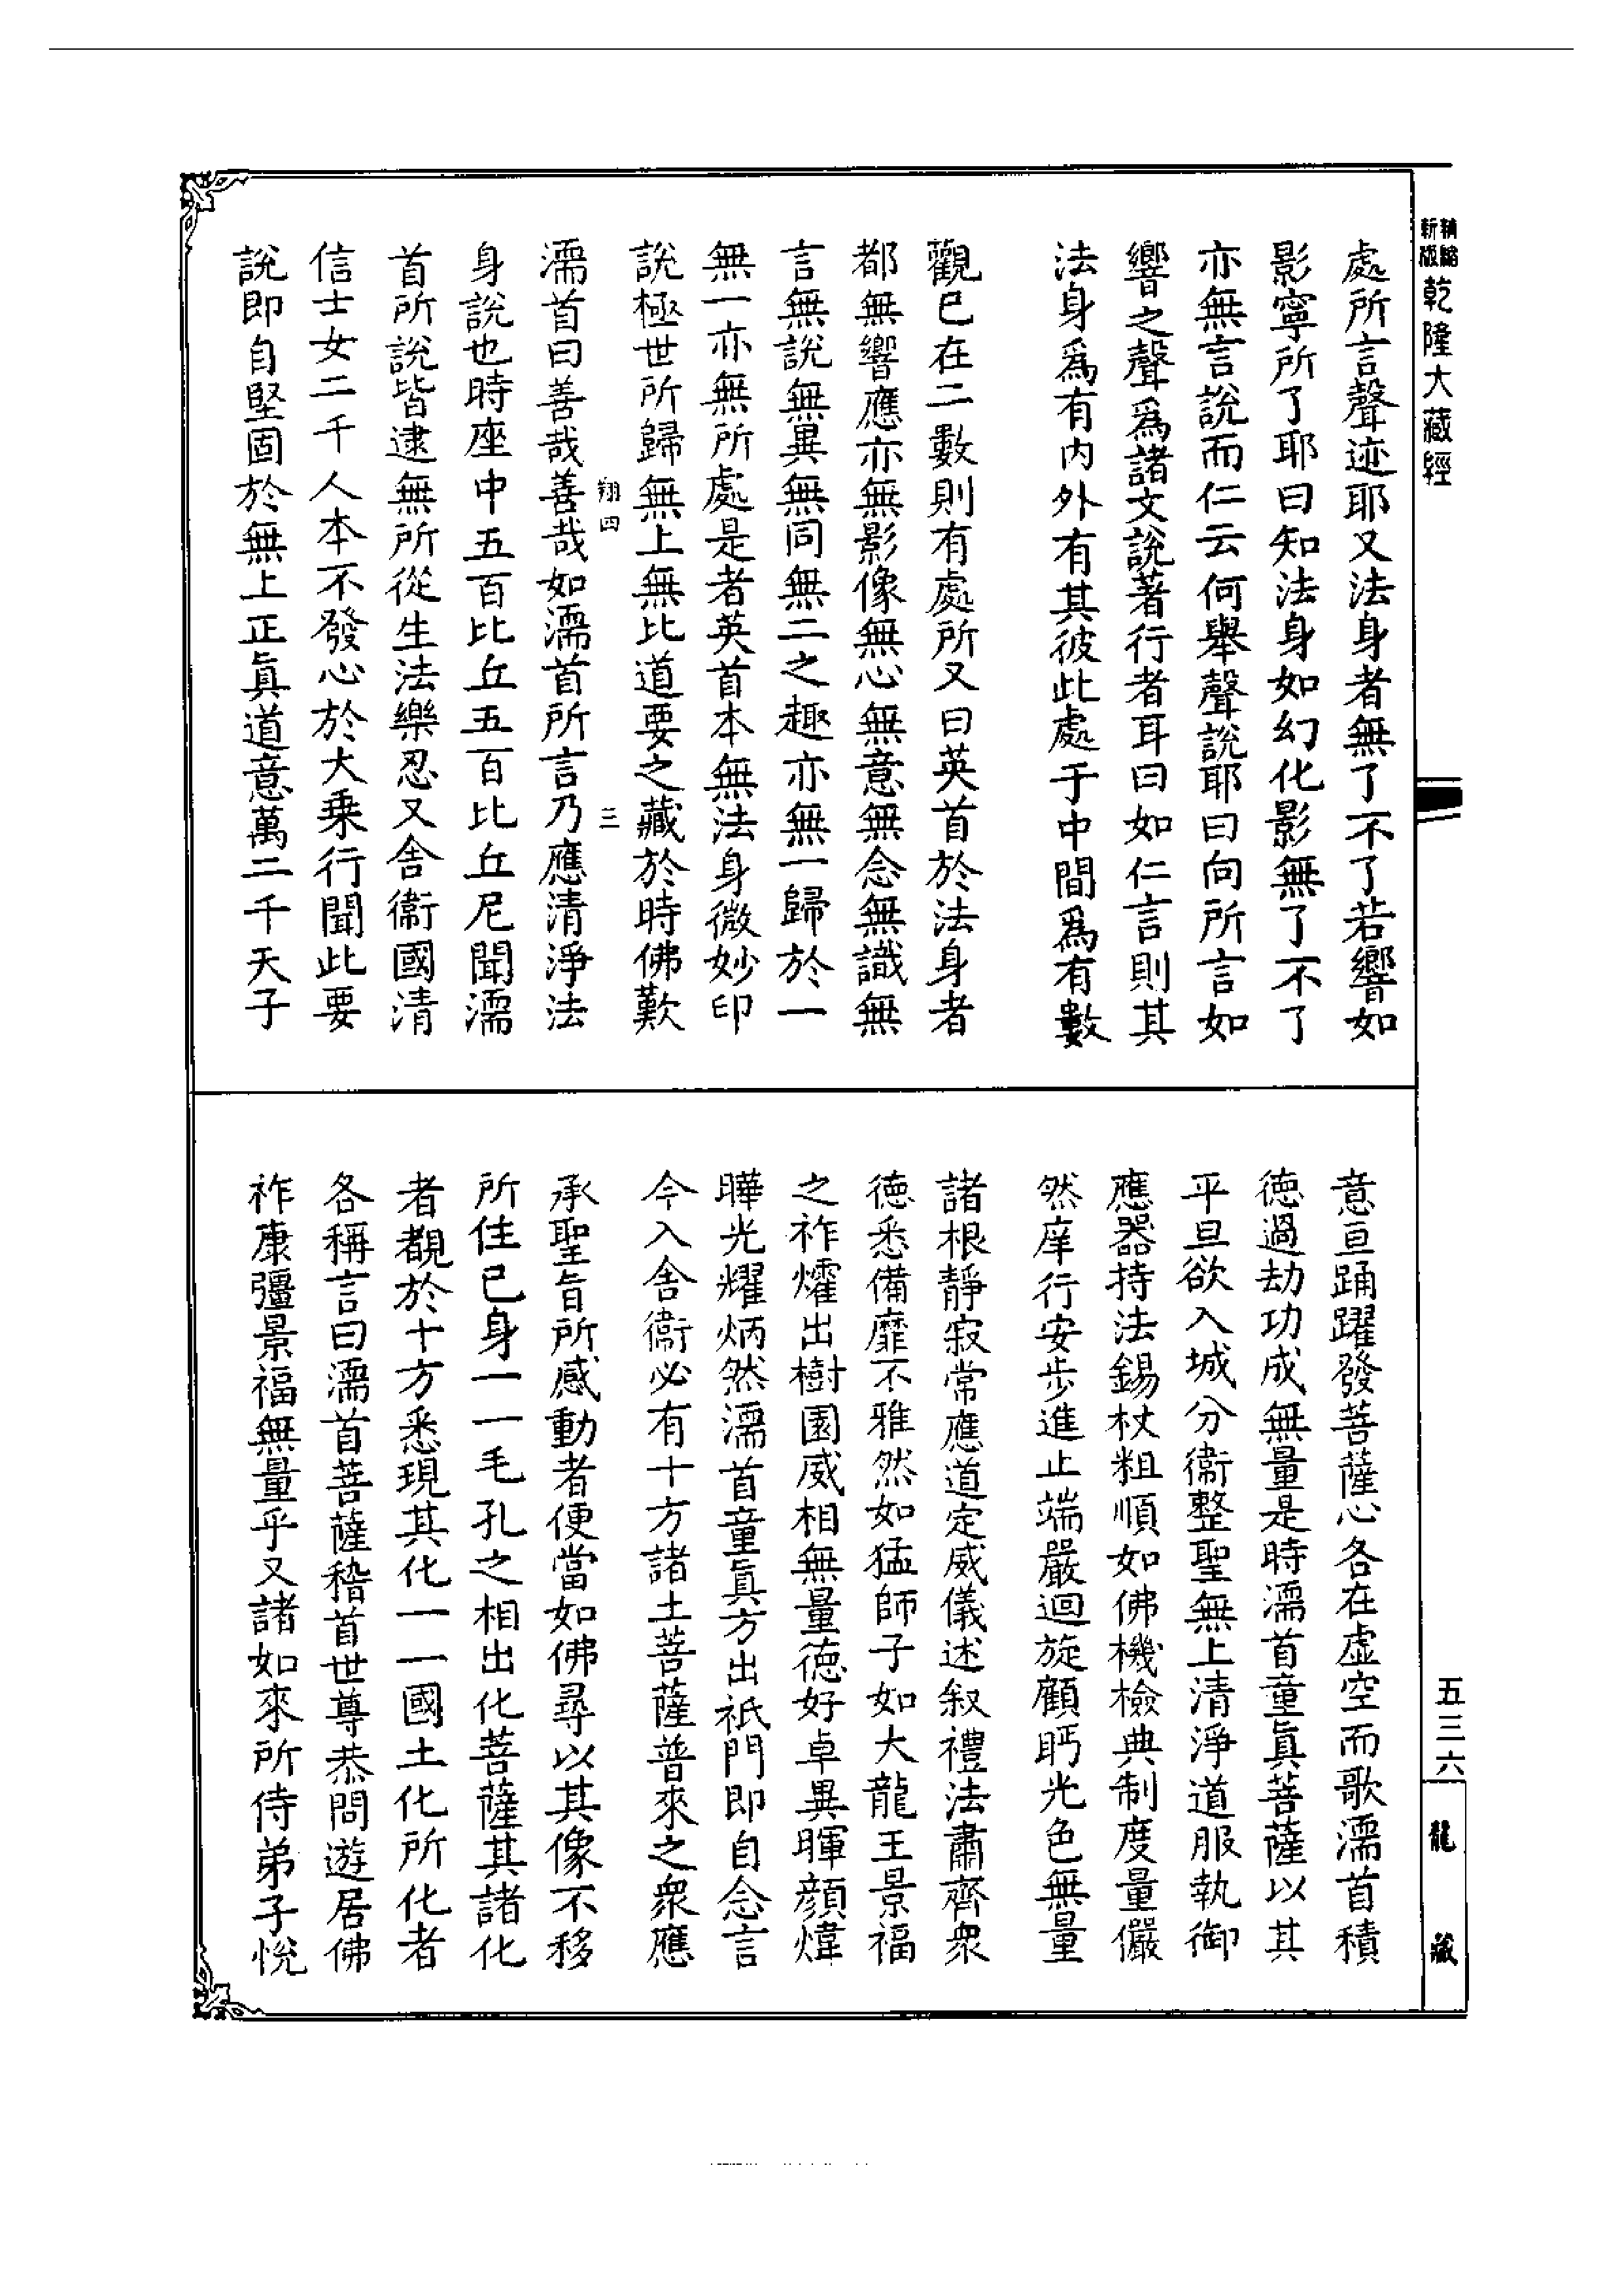 新版精縮
乾隆大藏經
處所言聲迹耶又法身者無了不了若響如
影寧所了耶曰知法身如幻化影無了不了
亦無言說而仁云何舉聲說耶曰向所言如
響之聲爲諸文說著行者耳曰如仁言則其
法身爲有内外有其彼此處于中間爲有數
觀已在二數則有處所又曰英首於法身者
都無響應亦無影像無心無意無念無識無
言無說無異無同無二之趣亦無一歸於一
無一亦無所處是者英首本無法身微妙印
說極世所歸無上無比道要之藏於時佛歎
翔四 三
濡首曰善哉善哉如濡首所言乃應清淨法
身說也時座中五百比丘五百比丘尼聞濡
首所說皆逮無所從生法樂忍又舍衞國清
信士女二千人本不發心於大乗行聞此要
說即自堅固於無上正眞道意萬二千天子
意亘踊躍發菩薩心各在虛空而歌濡首積
德過劫功成無量是時濡首童眞菩薩以其
平旦欲入城分衞整聖無上清淨道服執御
應器持法錫杖粗順如佛機檢典制度量儼
然庠行安步進止端嚴迴旋顧眄光色無量
諸根靜寂常應道定威儀述叙禮法肅齊衆
德悉備靡不雅然如猛師子如大龍王景福
之祚燿出樹園威相無量德好卓異暉顔煒
曄光耀炳然濡首童眞方出祇門即自念言
今入舍衞必有十方諸土菩薩普來之衆應
承聖旨所感動者便當如佛尋以其像不移
所住已身一一毛孔之相出化菩薩其諸化
者覩於十方悉現其化一一國土化所化者
各稱言曰濡首菩薩稽首世尊恭問遊居佛
祚康彊景福無量乎又諸如來所侍弟子悅
五三六
龍藏